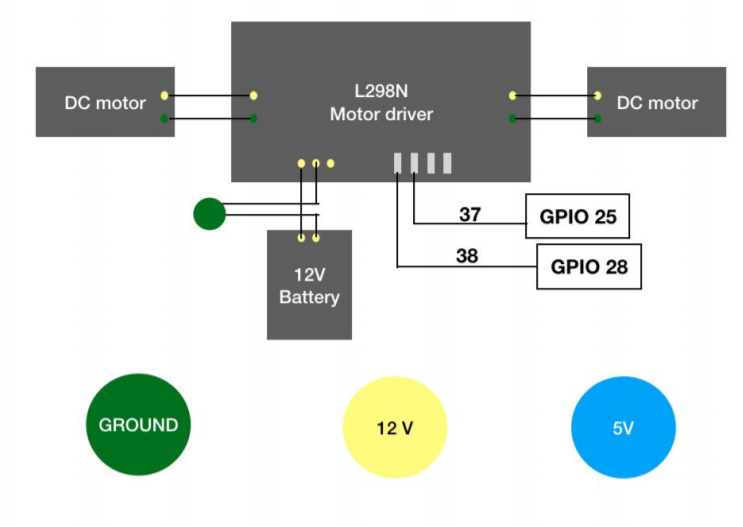 L298N
Motor driver
DC motor
DC motor
37
GPIO 25
38
GPIO 28
12V
Battery
GROUND
12 V
5V